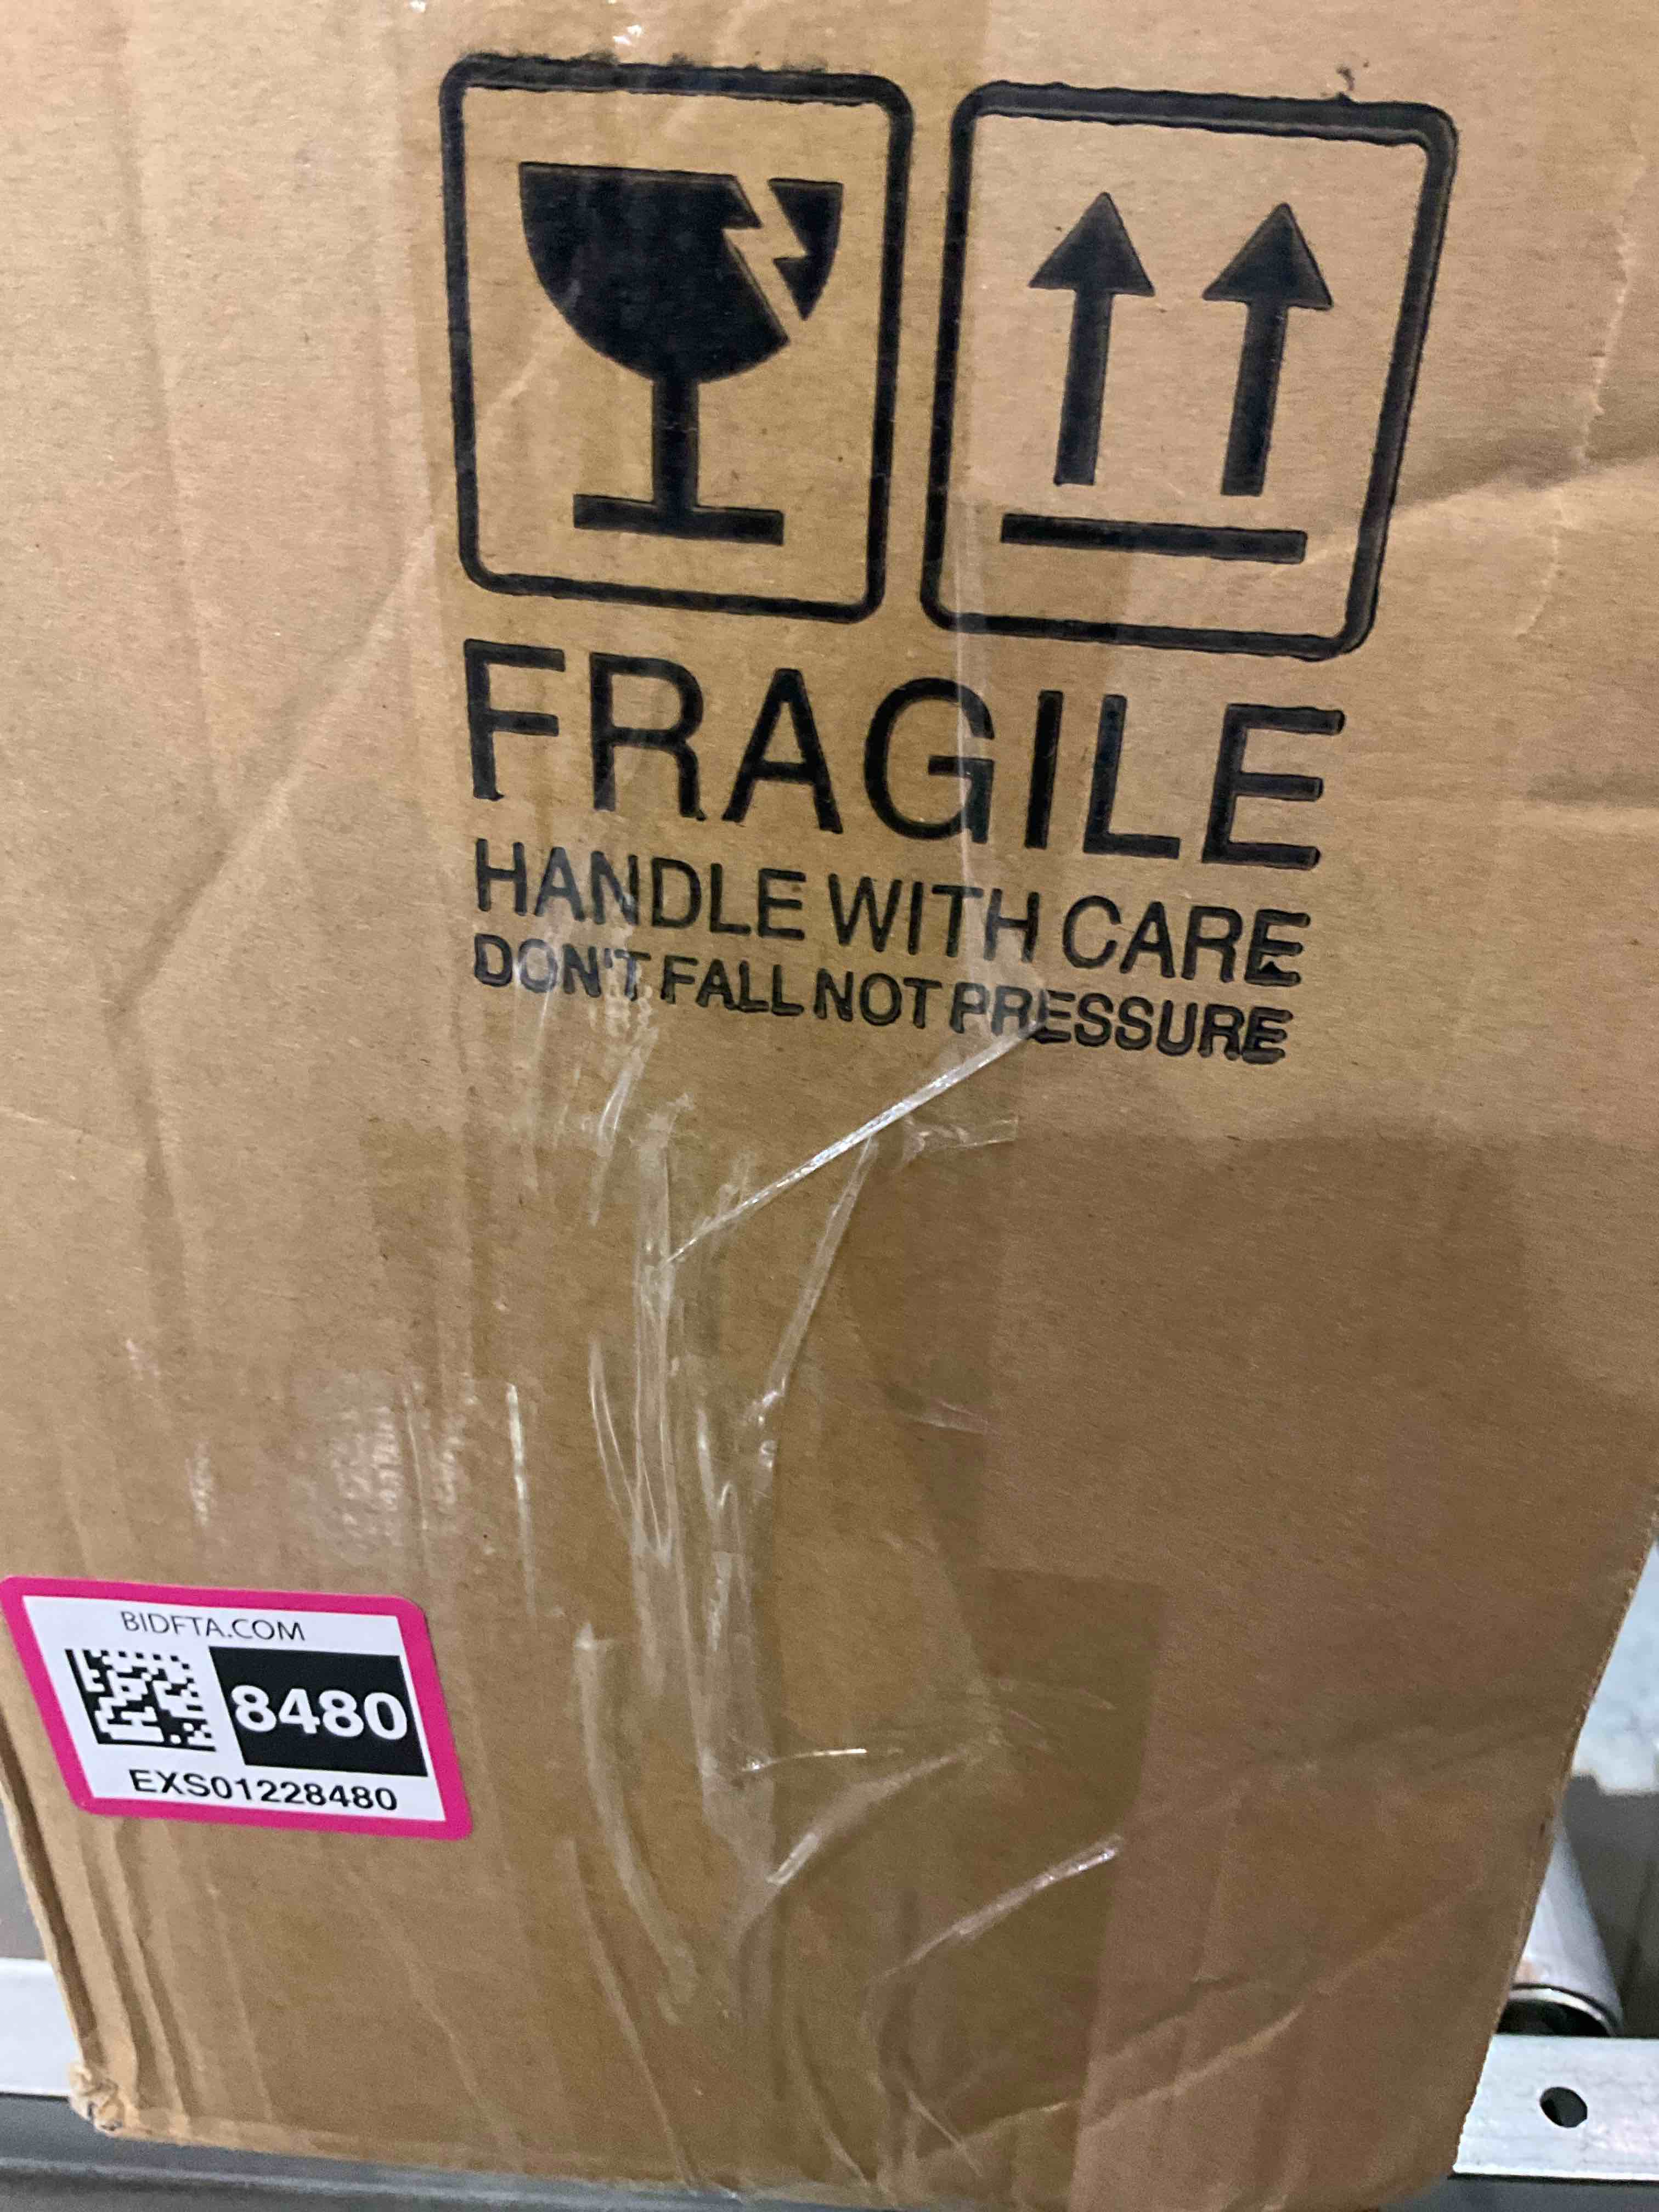 FRAGILE
HANDLE WITH CARE
DON'T FALL NOT PRESSURE
BIDFTA.COM
8480
EXS01228480